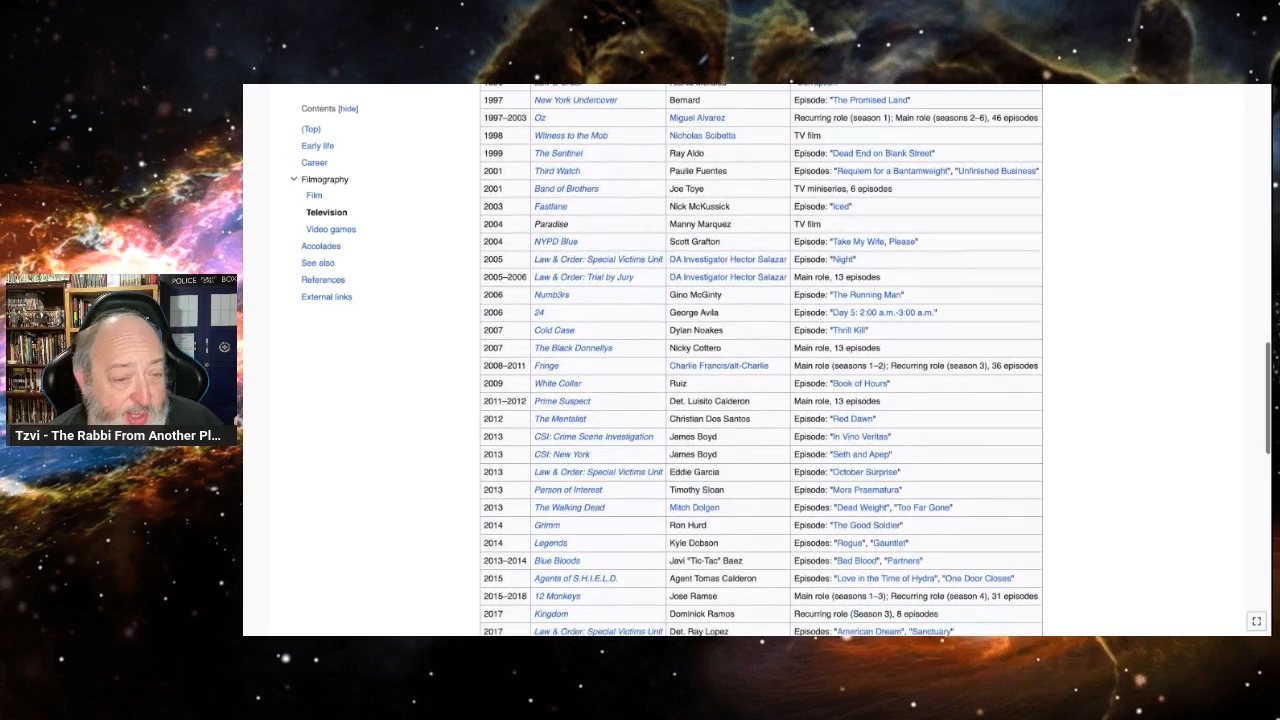 Contents [hide]
(Top)
Early life
Career
Filmography
Film
Television
Video games
Accolades
See also
References
External links
1997 New York Undercover Bernard Episode: "The Promised Land"
1997–2003 Oz Miguel Alvarez Recurring role (season 1); Main role (seasons 2–6), 46 episodes
1998 Witness to the Mob Nicholas Scibetta TV film
1999 The Sentinel Ray Aldo Episode: "Dead End on Blank Street"
2001 Third Watch Paulie Fuentes Episodes: "Requiem for a Bantamweight", "Unfinished Business"
2001 Band of Brothers Joe Toye TV miniseries, 6 episodes
2003 Fastlane Nick McKussick Episode: "Iced"
2004 Paradise Manny Marquez TV film
2004 NYPD Blue Scott Grafton Episode: "Take My Wife, Please"
2005 Law & Order: Special Victims Unit DA Investigator Hector Salazar Episode: "Night"
2005–2006 Law & Order: Trial by Jury DA Investigator Hector Salazar Main role, 13 episodes
2006 Numb3rs Gino McGinty Episode: "The Running Man"
2006 24 George Avila Episode: "Day 5: 2:00 a.m.-3:00 a.m."
2007 Cold Case Dylan Noakes Episode: "Thrill Kill"
2007 The Black Donnellys Nicky Cottero Main role, 13 episodes
2008–2011 Fringe Charlie Francis/alt-Charlie Main role (seasons 1–2); Recurring role (season 3), 36 episodes
2009 White Collar Ruiz Episode: "Book of Hours"
2011–2012 Prime Suspect Det. Luisito Calderon Main role, 13 episodes
2012 The Mentalist Christian Dos Santos Episode: "Red Dawn"
2013 CSI: Crime Scene Investigation James Boyd Episode: "In Vino Veritas"
2013 CSI: New York James Boyd Episode: "Seth and Apep"
2013 Law & Order: Special Victims Unit Eddie Garcia Episode: "October Surprise"
2013 Person of Interest Timothy Sloan Episode: "Mors Praematura"
2013 The Walking Dead Mitch Dolgen Episodes: "Dead Weight", "Too Far Gone"
2014 Grimm Ron Hurd Episode: "The Good Soldier"
2014 Legends Kyle Dobson Episodes: "Rogue", "Gauntlet"
2013–2014 Blue Bloods Javi "Tic-Tac" Baez Episodes: "Bad Blood", "Partners"
2015 Agents of S.H.I.E.L.D. Agent Tomas Calderon Episodes: "Love in the Time of Hydra", "One Door Closes"
2015–2018 12 Monkeys Jose Ramse Main role (seasons 1–3); Recurring role (season 4), 31 episodes
2017 Kingdom Dominick Ramos Recurring role (Season 3), 8 episodes
2017 Law & Order: Special Victims Unit Det. Ray Lopez Episodes: "American Dream", "Sanctuary"
POLICE BOX
Tzvi - The Rabbi From Another Pl...